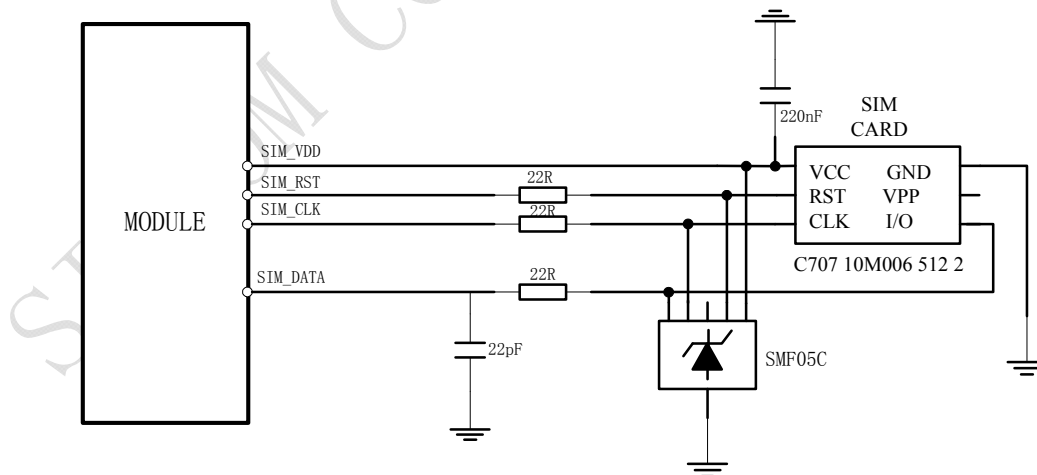 220nF
SIM
CARD
SIM_VDD
SIM_RST
SIM_CLK
SIM_DATA
22R
22R
22R
MODULE
VCC GND
RST VPP
CLK I/O
C707 10M006 512 2
22pF
SMF05C